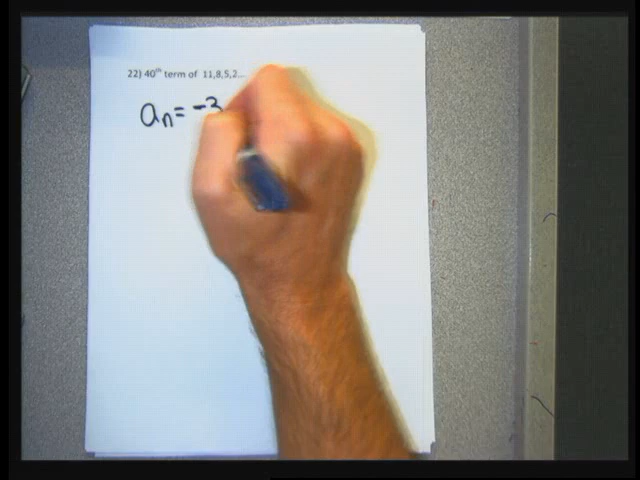 22) 40th term of 11,8,5,2...
an = -3